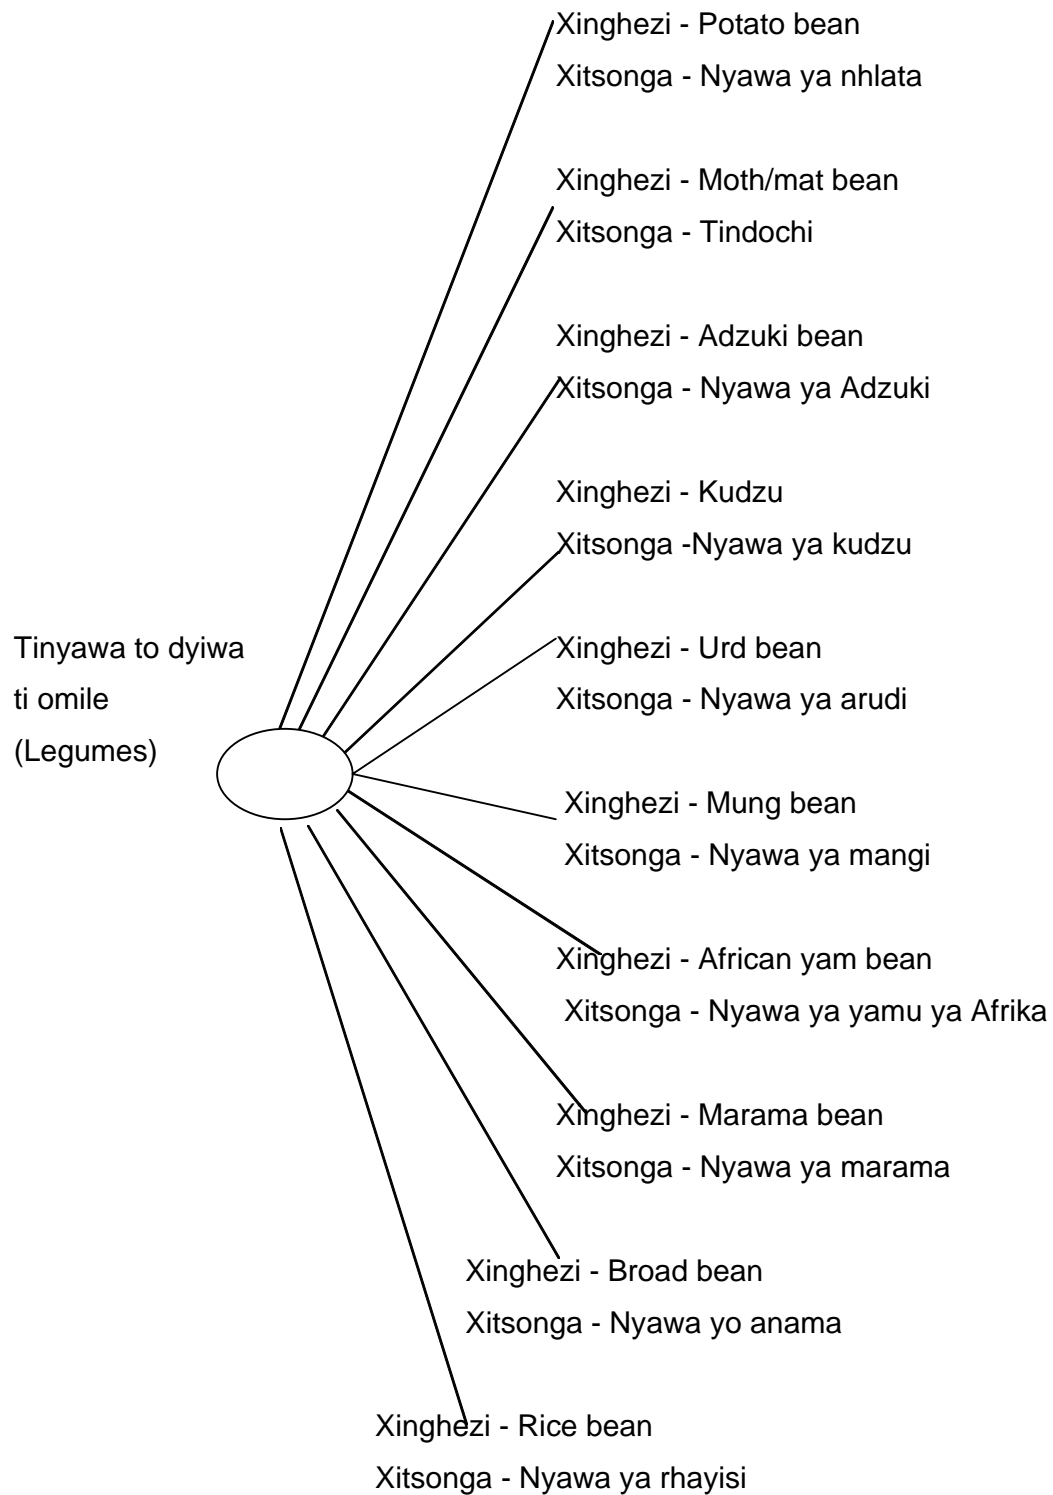 Xinghezi - Potato bean
Xitsonga - Nyawa ya nhlata
Xinghezi - Moth/mat bean
Xitsonga - Tindochi
Xinghezi - Adzuki bean
Xitsonga - Nyawa ya Adzuki
Xinghezi - Kudzu
Xitsonga -Nyawa ya kudzu
Tinyawa to dyiwa
ti omile
(Legumes)
Xinghezi - Urd bean
Xitsonga - Nyawa ya arudi
Xinghezi - Mung bean
Xitsonga - Nyawa ya mangi
Xinghezi - African yam bean
Xitsonga - Nyawa ya yamu ya Afrika
Xinghezi - Marama bean
Xitsonga - Nyawa ya marama
Xinghezi - Broad bean
Xitsonga - Nyawa yo anama
Xinghezi - Rice bean
Xitsonga - Nyawa ya rhayisi